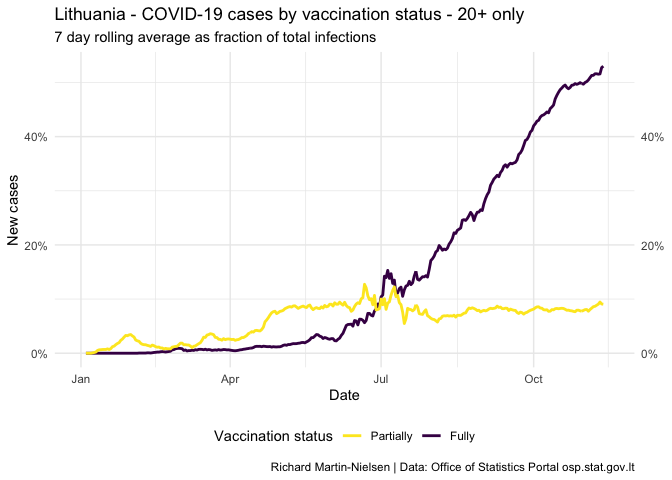 Lithuania - COVID-19 cases by vaccination status - 20+ only
7 day rolling average as fraction of total infections
New cases
40%
40%
20%
20%
0%
0%
Jan
Apr
Jul
Oct
Date
Vaccination status
Partially
Fully
Richard Martin-Nielsen | Data: Office of Statistics Portal osp.stat.gov.lt